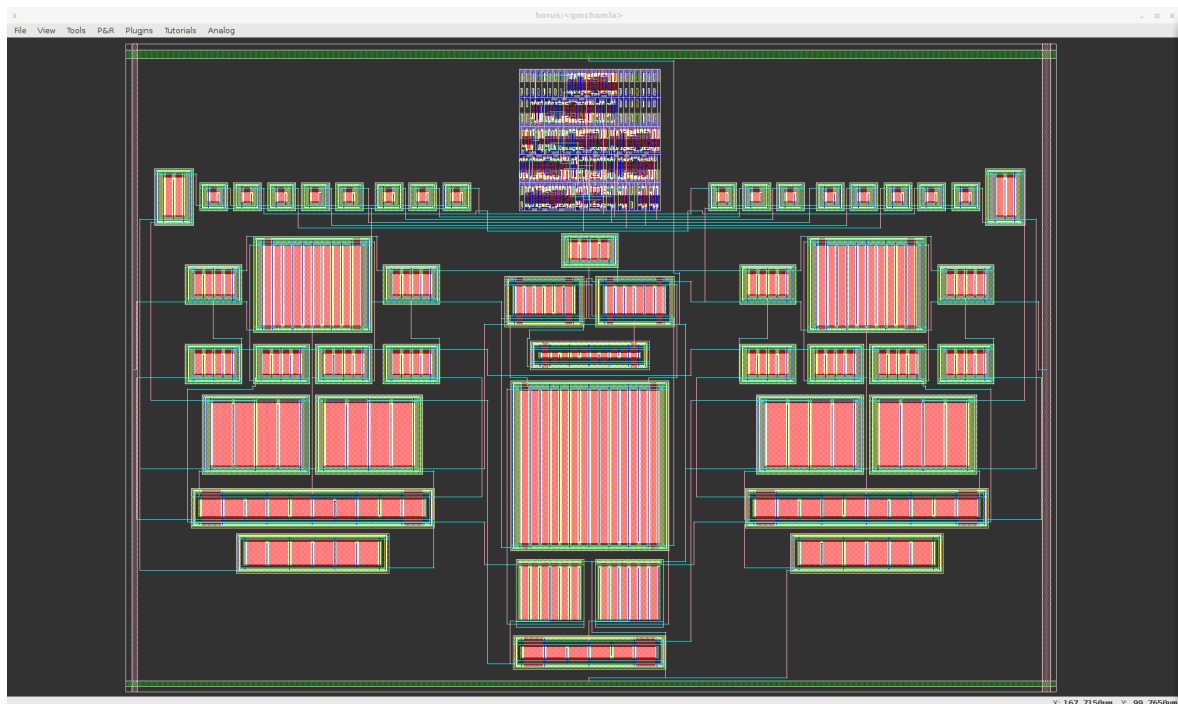 horus:<gmchamla>
File View Tools P&R Plugins Tutorials Analog
X: 167.7150um Y: 99.7650um